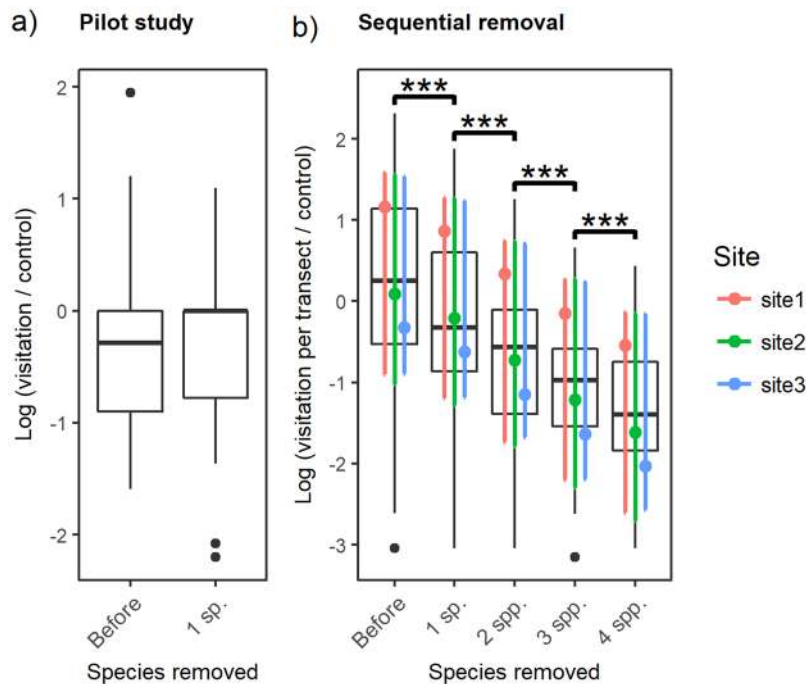 a) Pilot study
b) Sequential removal
Log (visitation / control)
2
1
0
-1
-2
Before
1 sp.
Species removed
Log (visitation per transect / control)
2
1
0
-1
-2
-3
***
***
***
***
Before
1 sp.
2 spp.
3 spp.
4 spp.
Species removed
Site
site1
site2
site3